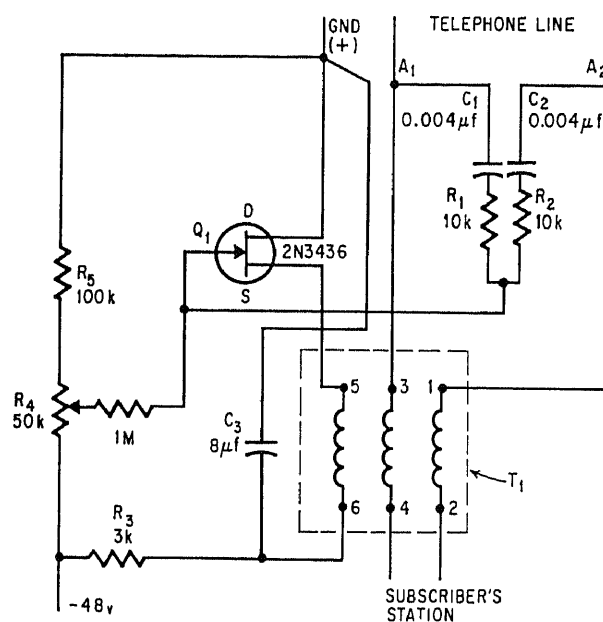 GND
(+)
TELEPHONE LINE
A1
A2
C1
0.004μf
C2
0.004μf
R1
10k
R2
10k
Q1
D
2N3436
S
R5
100k
R4
50k
1M
C3
8μf
5
3
1
6
4
2
T1
R3
3k
-48v
SUBSCRIBER'S
STATION